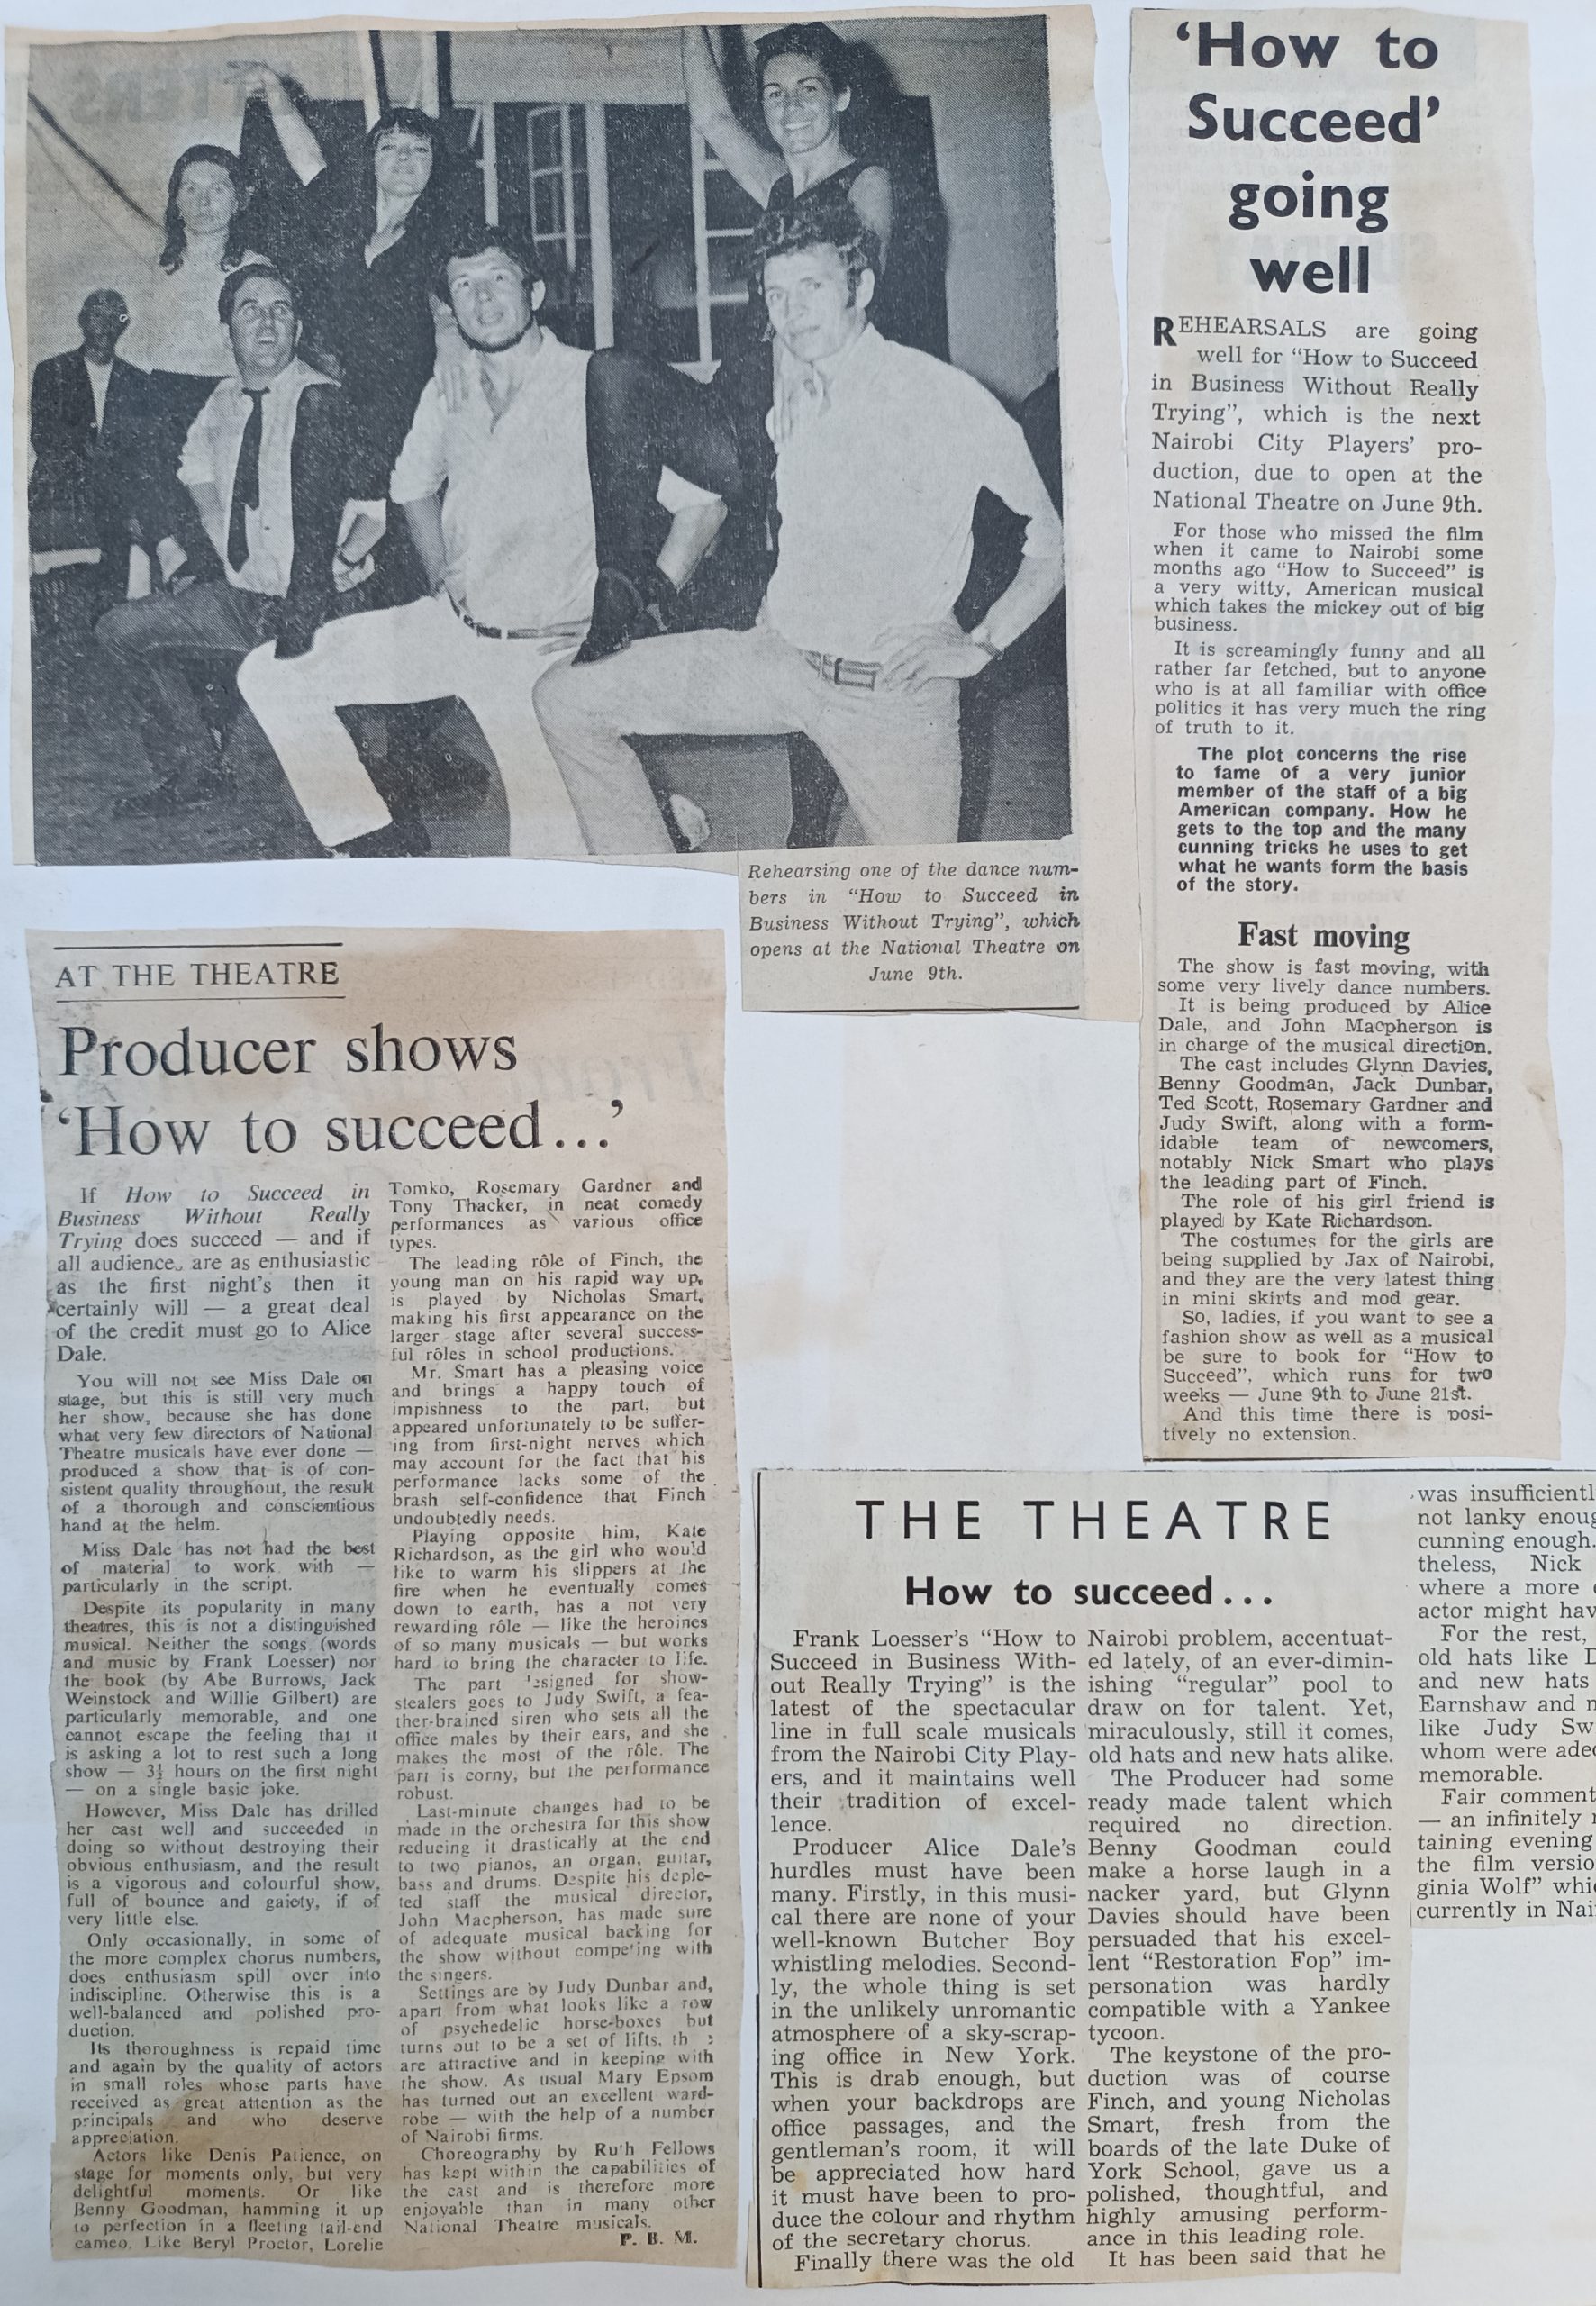 Rehearsing one of the dance num-
bers in "How to Succeed in
Business Without Trying", which
opens at the National Theatre on
June 9th.
'How to
Succeed'
going
well
REHEARSALS are going
well for "How to Succeed
in Business Without Really
Trying", which is the next
Nairobi City Players' pro-
duction, due to open at the
National Theatre on June 9th.
For those who missed the film
when it came to Nairobi some
months ago "How to Succeed" is
a very witty, American musical
which takes the mickey out of big
business.
It is screamingly funny and all
rather far fetched, but to anyone
who is at all familiar with office
politics it has very much the ring
of truth to it.
The plot concerns the rise
to fame of a very junior
member of the staff of a big
American company. How he
gets to the top and the many
cunning tricks he uses to get
what he wants form the basis
of the story.
Fast moving
The show is fast moving, with
some very lively dance numbers.
It is being produced by Alice
Dale, and John Macpherson is
in charge of the musical direction.
The cast includes Glynn Davies,
Benny Goodman, Jack Dunbar,
Ted Scott, Rosemary Gardner and
Judy Swift, along with a form-
idable team of newcomers,
notably Nick Smart who plays
the leading part of Finch.
The role of his girl friend is
played by Kate Richardson.
The costumes for the girls are
being supplied by Jax of Nairobi,
and they are the very latest thing
in mini skirts and mod gear.
So, ladies, if you want to see a
fashion show as well as a musical
be sure to book for "How to
Succeed", which runs for two
weeks — June 9th to June 21st.
And this time there is posi-
tively no extension.
AT THE THEATRE
Producer shows
'How to succeed...'
If How to Succeed in
Business Without Really
Trying does succeed — and if
all audience are as enthusiastic
as the first night's then it
certainly will — a great deal
of the credit must go to Alice
Dale.
You will not see Miss Dale on
stage, but this is still very much
her show, because she has done
what very few directors of National
Theatre musicals have ever done —
produced a show that is of con-
sistent quality throughout, the result
of a thorough and conscientious
hand at the helm.
Miss Dale has not had the best
of material to work with —
particularly in the script.
Despite its popularity in many
theatres, this is not a distinguished
musical. Neither the songs (words
and music by Frank Loesser) nor
the book (by Abe Burrows, Jack
Weinstock and Willie Gilbert) are
particularly memorable, and one
cannot escape the feeling that it
is asking a lot to rest such a long
show — 3½ hours on the first night
— on a single basic joke.
However, Miss Dale has drilled
her cast well and succeeded in
doing so without destroying their
obvious enthusiasm, and the result
is a vigorous and colourful show,
full of bounce and gaiety, if of
very little else.
Only occasionally, in some of
the more complex chorus numbers,
does enthusiasm spill over into
indiscipline. Otherwise this is a
well-balanced and polished pro-
duction.
Its thoroughness is repaid time
and again by the quality of actors
in small roles whose parts have
received as great attention as the
principals and who deserve
appreciation.
Actors like Denis Patience, on
stage for moments only, but very
delightful moments. Or like
Benny Goodman, hamming it up
to perfection in a fleeting tail-end
cameo. Like Beryl Proctor, Lorelie
Tomko, Rosemary Gardner and
Tony Thacker, in neat comedy
performances as various office
types.
The leading rôle of Finch, the
young man on his rapid way up,
is played by Nicholas Smart,
making his first appearance on the
larger stage after several success-
ful rôles in school productions.
Mr. Smart has a pleasing voice
and brings a happy touch of
impishness to the part, but
appeared unfortunately to be suffer-
ing from first-night nerves which
may account for the fact that his
performance lacks some of the
brash self-confidence that Finch
undoubtedly needs.
Playing opposite him, Kate
Richardson, as the girl who would
like to warm his slippers at the
fire when he eventually comes
down to earth, has a not very
rewarding rôle — like the heroines
of so many musicals — but works
hard to bring the character to life.
The part designed for show-
stealers goes to Judy Swift, a fea-
ther-brained siren who sets all the
office males by their ears, and she
makes the most of the rôle. The
part is corny, but the performance
robust.
Last-minute changes had to be
made in the orchestra for this show
reducing it drastically at the end
to two pianos, an organ, guitar,
bass and drums. Despite his deple-
ted staff the musical director,
John Macpherson, has made sure
of adequate musical backing for
the show without competing with
the singers.
Settings are by Judy Dunbar and,
apart from what looks like a row
of psychedelic horse-boxes but
turns out to be a set of lifts,
are attractive and in keeping with
the show. As usual Mary Epsom
has turned out an excellent ward-
robe — with the help of a number
of Nairobi firms.
Choreography by Ruth Fellows
has kept within the capabilities of
the cast and is therefore more
enjoyable than in many other
National Theatre musicals.
P. B. M.
THE THEATRE
How to succeed...
Frank Loesser's "How to
Succeed in Business With-
out Really Trying" is the
latest of the spectacular
line in full scale musicals
from the Nairobi City Play-
ers, and it maintains well
their tradition of excel-
lence.
Producer Alice Dale's
hurdles must have been
many. Firstly, in this musi-
cal there are none of your
well-known Butcher Boy
whistling melodies. Second-
ly, the whole thing is set
in the unlikely unromantic
atmosphere of a sky-scrap-
ing office in New York.
This is drab enough, but
when your backdrops are
office passages, and the
gentleman's room, it will
be appreciated how hard
it must have been to pro-
duce the colour and rhythm
of the secretary chorus.
Finally there was the old
Nairobi problem, accentuat-
ed lately, of an ever-dimin-
ishing "regular" pool to
draw on for talent. Yet,
miraculously, still it comes,
old hats and new hats alike.
The Producer had some
ready made talent which
required no direction.
Benny Goodman could
make a horse laugh in a
nacker yard, but Glynn
Davies should have been
persuaded that his excel-
lent "Restoration Fop" im-
personation was hardly
compatible with a Yankee
tycoon.
The keystone of the pro-
duction was of course
Finch, and young Nicholas
Smart, fresh from the
boards of the late Duke of
York School, gave us a
polished, thoughtful, and
highly amusing perform-
ance in this leading role.
It has been said that he
was insufficientl
not lanky enoug
cunning enough.
theless, Nick
where a more
actor might hav
For the rest,
old hats like D
and new hats
Earnshaw and
like Judy Sw
whom were ade
memorable.
Fair comment
— an infinitely
taining evening
the film versio
ginia Wolf" whi
currently in Nai